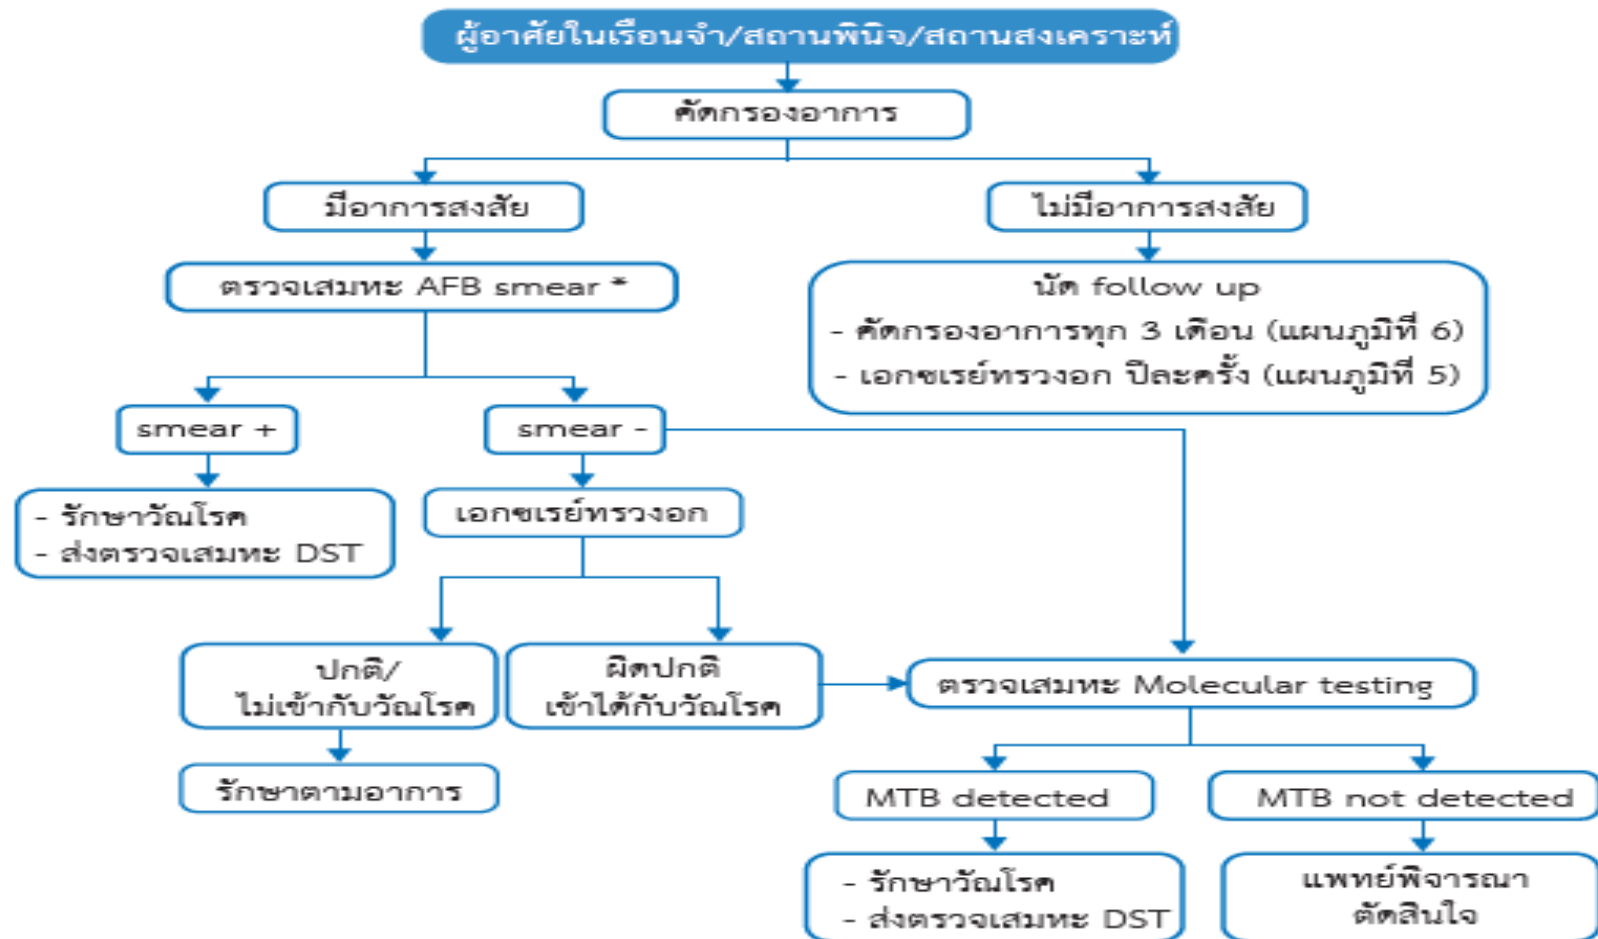 ผู้อาศัยในเรือนจำ/สถานพินิจ/สถานสงเคราะห์
คัดกรองอาการ
มีอาการสงสัย
ไม่มีอาการสงสัย
ตรวจเสมหะ AFB smear *
นัด follow up
- คัดกรองอาการทุก 3 เดือน (แผนภูมิที่ 6)
- เอกซเรย์ทรวงอก ปีละครั้ง (แผนภูมิที่ 5)
smear +
smear -
- รักษาวัณโรค
- ส่งตรวจเสมหะ DST
เอกซเรย์ทรวงอก
ปกติ/
ไม่เข้ากับวัณโรค
ผิดปกติ
เข้าได้กับวัณโรค
ตรวจเสมหะ Molecular testing
รักษาตามอาการ
MTB detected
MTB not detected
- รักษาวัณโรค
- ส่งตรวจเสมหะ DST
แพทย์พิจารณา
ตัดสินใจ